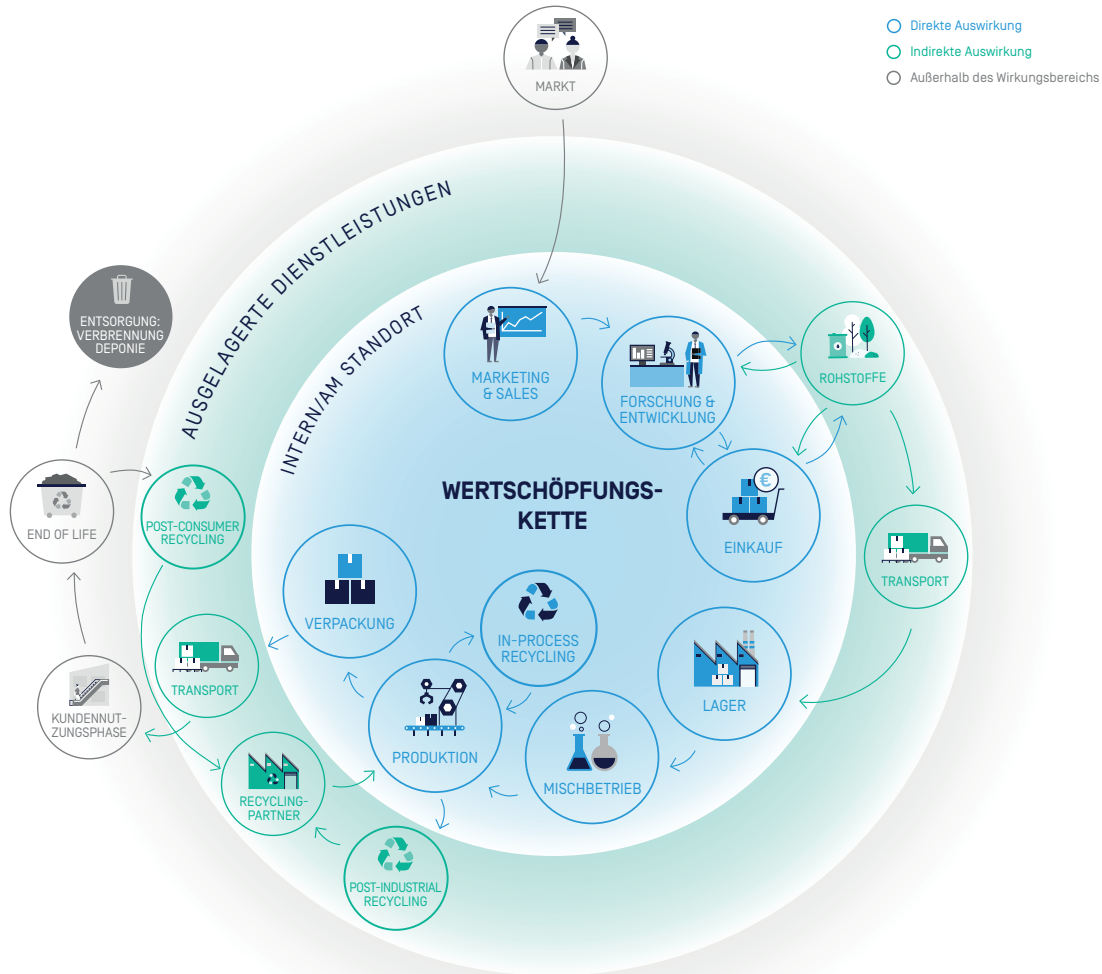 MARKT
Direkte Auswirkung
Indirekte Auswirkung
Außerhalb des Wirkungsbereichs
AUSGELAGERTE DIENSTLEISTUNGEN
INTERN/AM STANDORT
ENTSORGUNG:
VERBRENNUNG
DEPONIE
MARKETING
& SALES
FORSCHUNG &
ENTWICKLUNG
ROHSTOFFE
WERTSCHÖPFUNGS-
KETTE
END OF LIFE
POST-CONSUMER
RECYCLING
€
EINKAUF
TRANSPORT
VERPACKUNG
IN-PROCESS
RECYCLING
TRANSPORT
LAGER
KUNDENNUT-
ZUNGSPHASE
PRODUKTION
MISCHBETRIEB
RECYCLING-
PARTNER
POST-INDUSTRIAL
RECYCLING